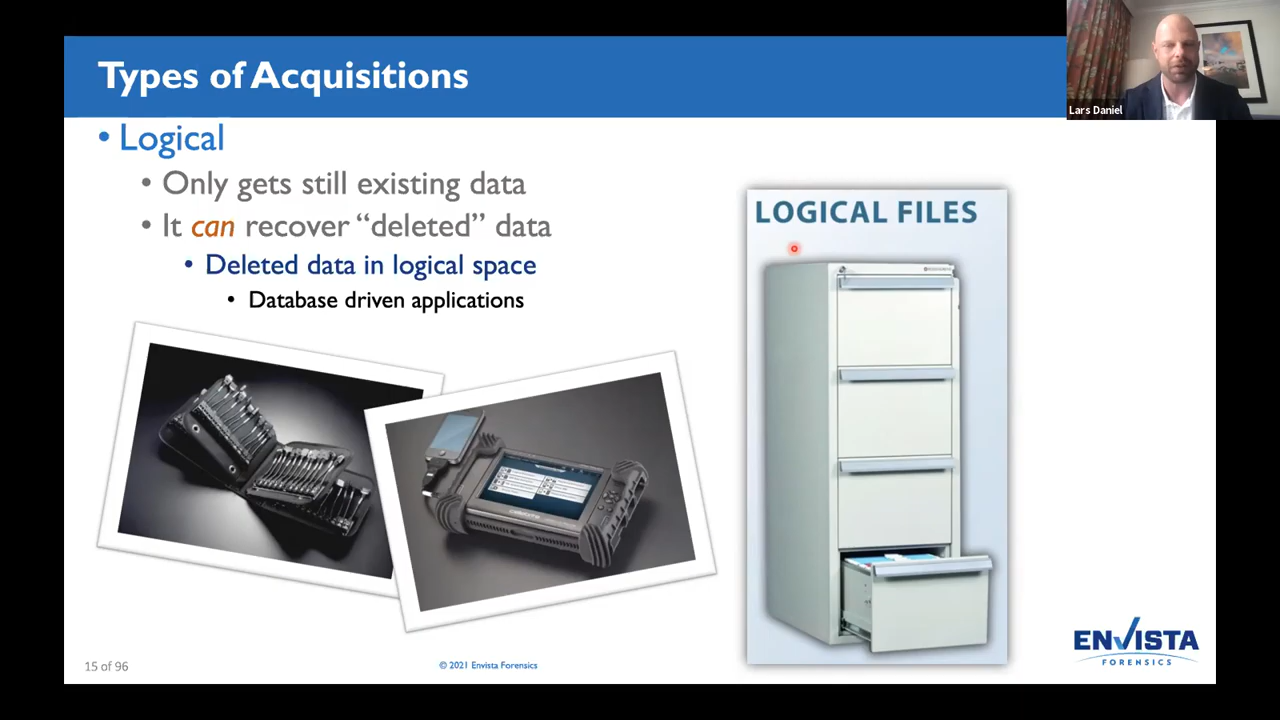 Types of Acquisitions
Lars Daniel
• Logical
• Only gets still existing data
• It can recover “deleted” data
• Deleted data in logical space
• Database driven applications
LOGICAL FILES
15 of 96
© 2021 Envista Forensics
ENVISTA
FORENSICS